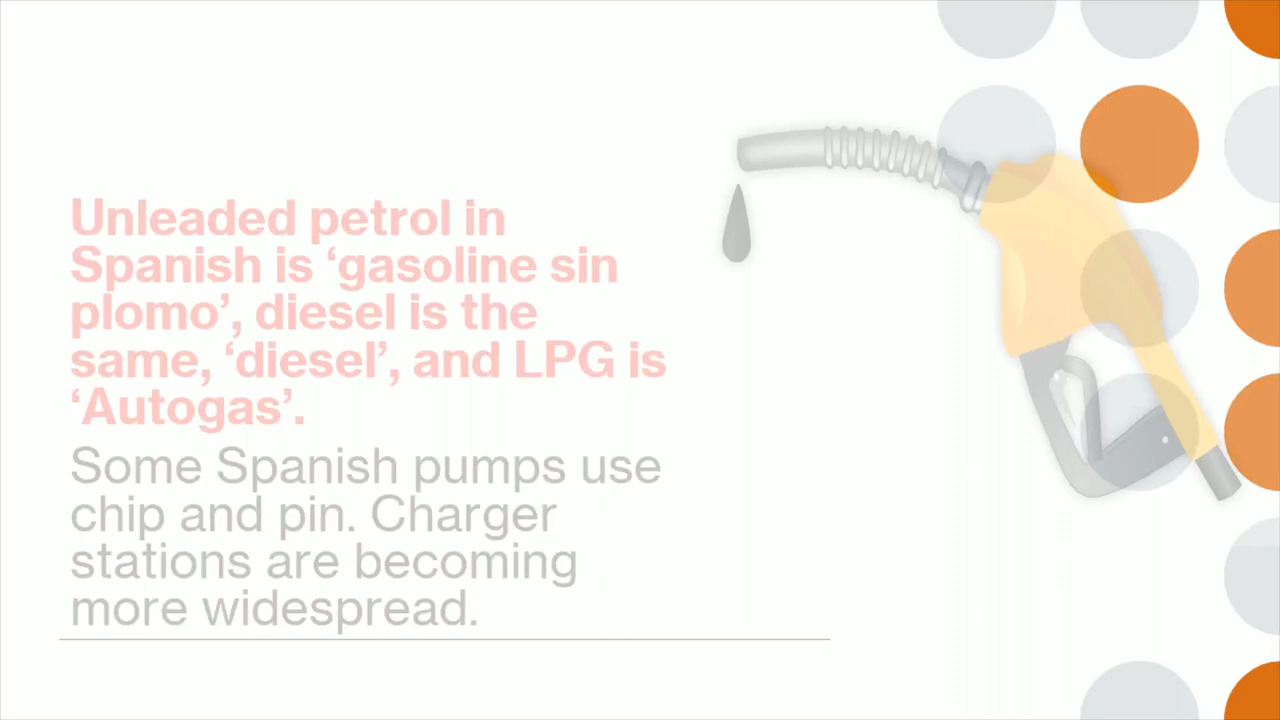 Unleaded petrol in
Spanish is ‘gasoline sin
plomo’, diesel is the
same, ‘diesel’, and LPG is
‘Autogas’.
Some Spanish pumps use
chip and pin. Charger
stations are becoming
more widespread.